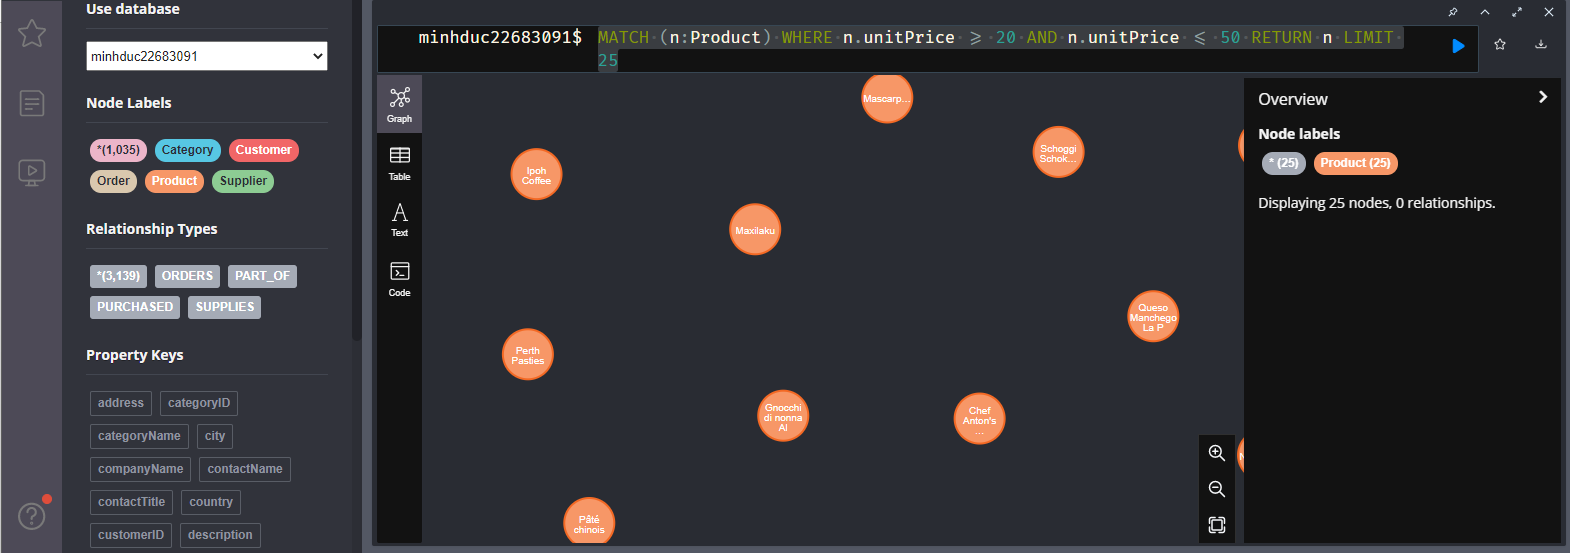 Use database
minhduc22683091
Node Labels
*(1,035) Category Customer
Order Product Supplier
Relationship Types
*(3,139) ORDERS PART_OF
PURCHASED SUPPLIES
Property Keys
address categoryID
categoryName city
companyName contactName
contactTitle country
customerID description
minhduc22683091$ MATCH (n:Product) WHERE n.unitPrice ≥ 20 AND n.unitPrice ≤ 50 RETURN n LIMIT
25
Graph
Table
Text
Code
Mascarp...
Schoggi
Schok...
Ipoh
Coffee
Maxilaku
Queso
Manchego
La P
Perth
Pasties
Gnocchi
di nonna
Al
Chef
Anton's
...
Pâté
chinois
Overview
Node labels
* (25) Product (25)
Displaying 25 nodes, 0 relationships.